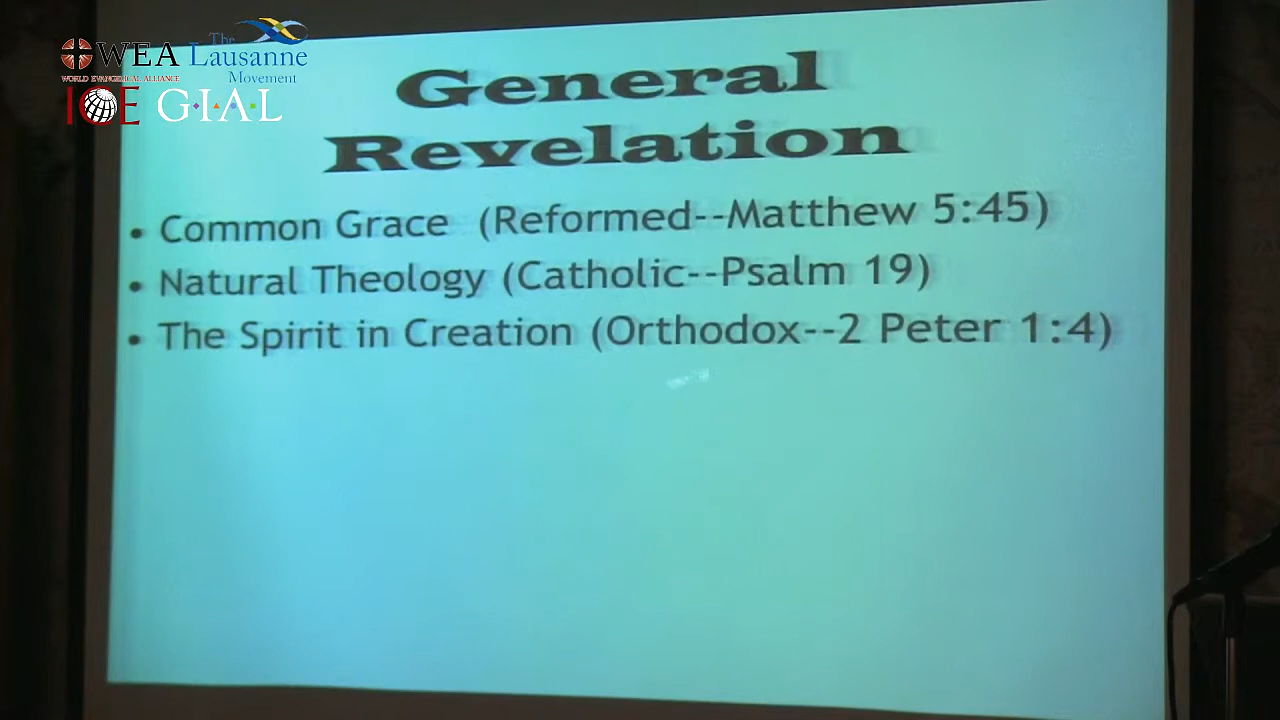 WEA
WORLD EVANGELICAL ALLIANCE
The
Lausanne
Movement
IOE
G·I·A·L
General
Revelation
• Common Grace (Reformed--Matthew 5:45)
• Natural Theology (Catholic--Psalm 19)
• The Spirit in Creation (Orthodox--2 Peter 1:4)